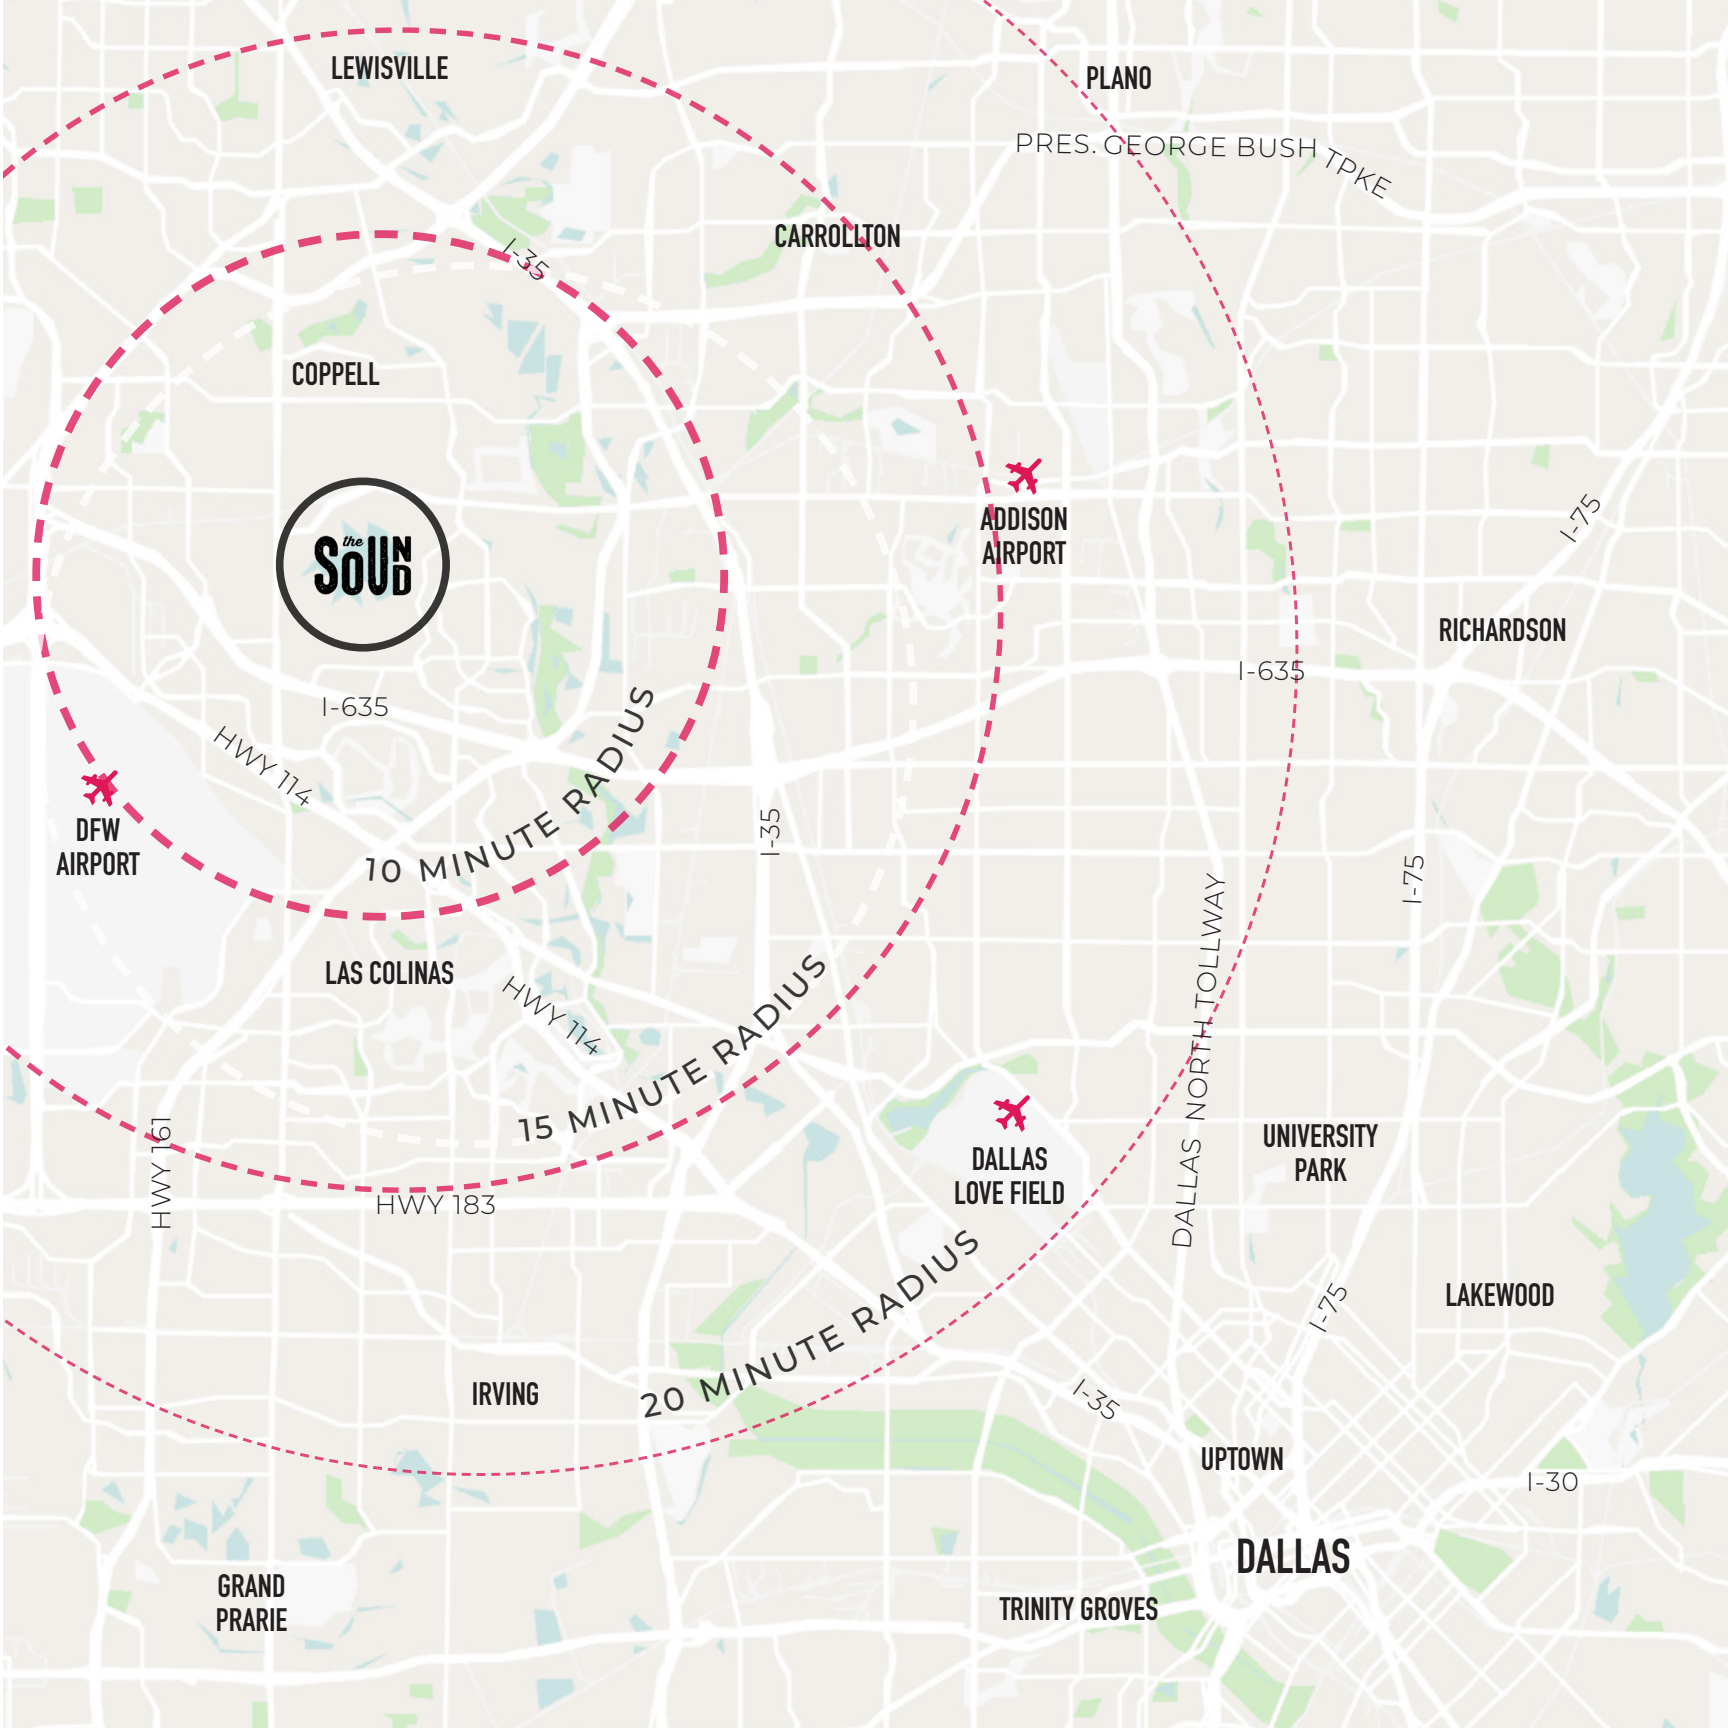 LEWISVILLE
PLANO
PRES. GEORGE BUSH TPKE
CARROLLTON
I-35
COPPELL
ADDISON
AIRPORT
I-75
the
SOUND
RICHARDSON
I-635
I-635
HWY 114
10 MINUTE RADIUS
DFW
AIRPORT
I-35
I-75
DALLAS NORTH TOLLWAY
LAS COLINAS
HWY 114
15 MINUTE RADIUS
HWY 161
HWY 183
DALLAS
LOVE FIELD
UNIVERSITY
PARK
20 MINUTE RADIUS
I-75
LAKEWOOD
IRVING
I-35
UPTOWN
I-30
DALLAS
GRAND
PRARIE
TRINITY GROVES